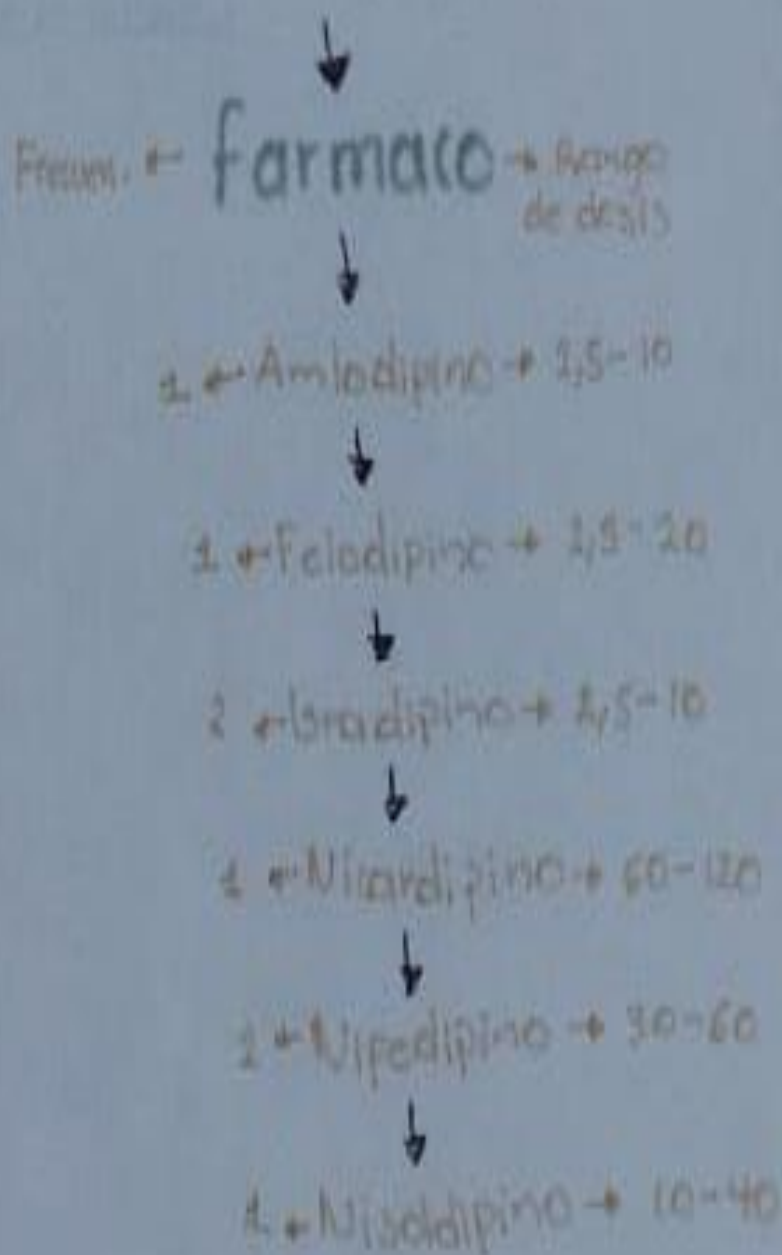 Frecuen. ← farmaco → Rango
de desis
1 ← Amlodipino → 2,5-10
1 ← Felodipino → 2,5-20
2 ← Isradipino → 2,5-10
1 ← Nicardipino → 60-120
1 ← Nifedipino → 30-60
1 ← Nisoldipino → 10-40